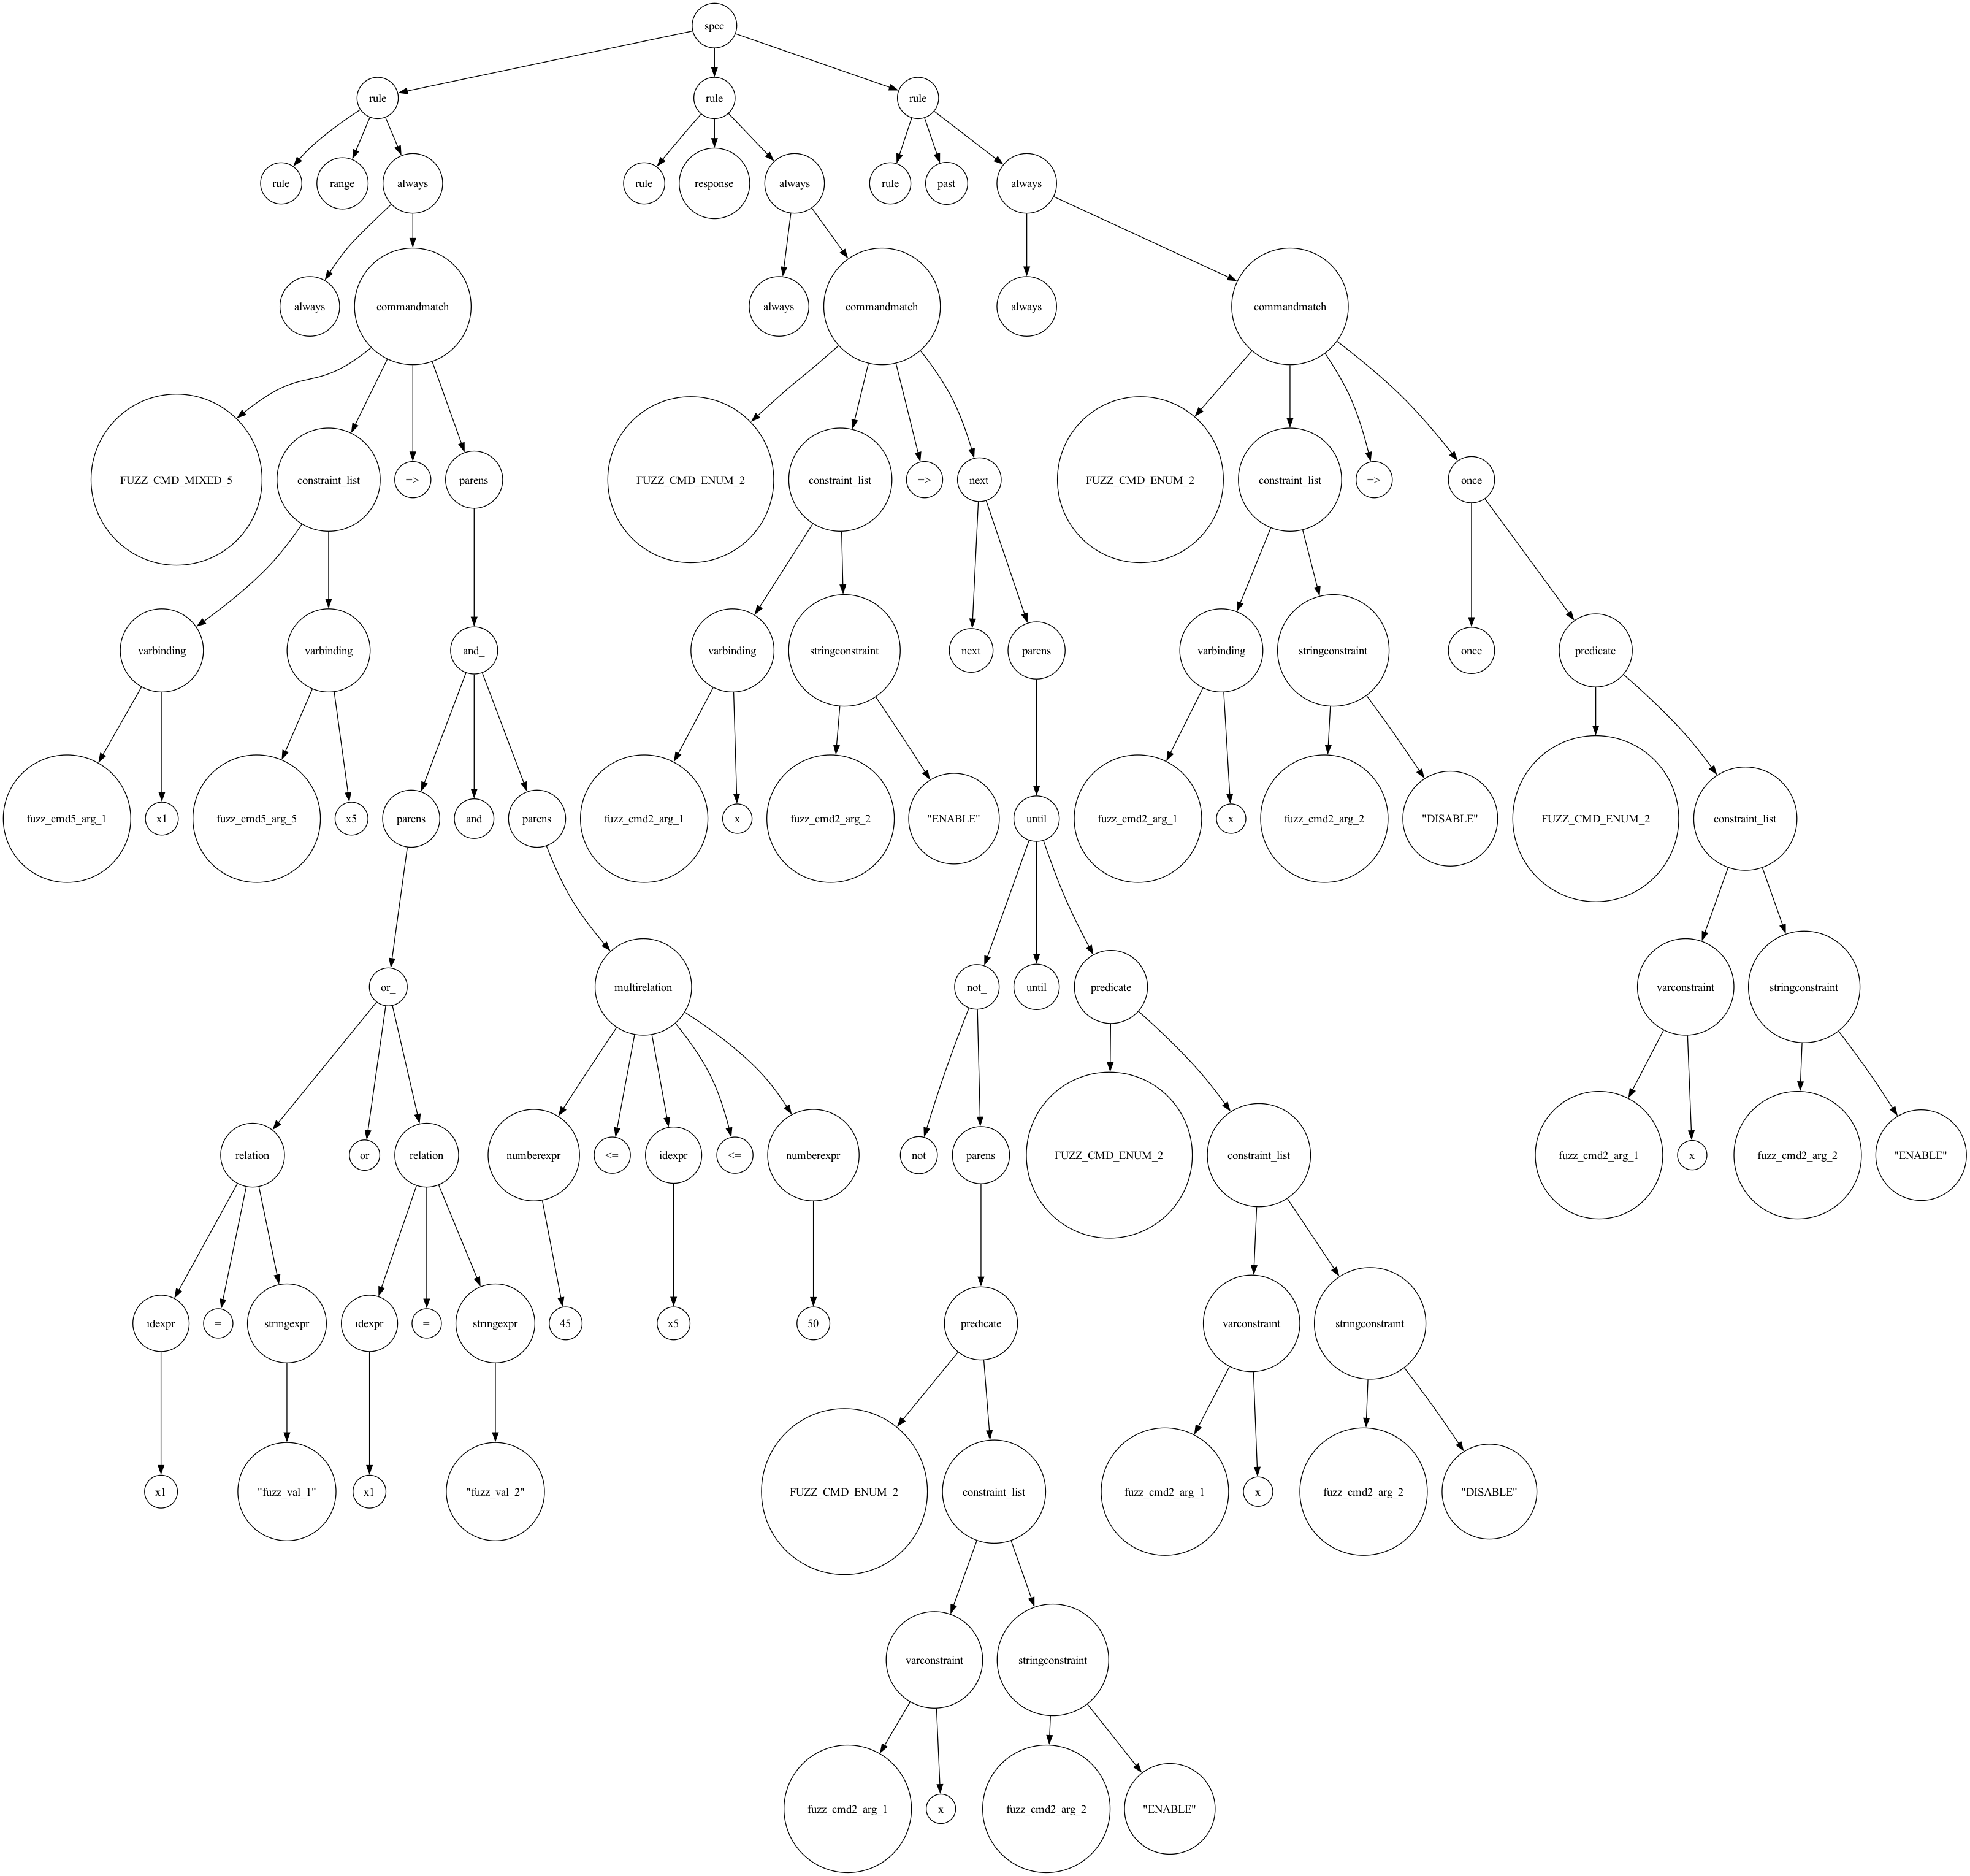 spec
rule
rule
rule
rule
range
always
rule
response
always
rule
past
always
always
commandmatch
always
commandmatch
always
commandmatch
FUZZ_CMD_MIXED_5
constraint_list
=>
parens
FUZZ_CMD_ENUM_2
constraint_list
=>
next
FUZZ_CMD_ENUM_2
constraint_list
=>
once
varbinding
varbinding
and_
varbinding
stringconstraint
next
parens
varbinding
stringconstraint
once
predicate
fuzz_cmd5_arg_1
x1
fuzz_cmd5_arg_5
x5
parens
and
parens
fuzz_cmd2_arg_1
x
fuzz_cmd2_arg_2
"ENABLE"
until
fuzz_cmd2_arg_1
x
fuzz_cmd2_arg_2
"DISABLE"
FUZZ_CMD_ENUM_2
constraint_list
or_
multirelation
not_
until
predicate
varconstraint
stringconstraint
relation
or
relation
numberexpr
<=
idexpr
<=
numberexpr
not
parens
FUZZ_CMD_ENUM_2
constraint_list
fuzz_cmd2_arg_1
x
fuzz_cmd2_arg_2
"ENABLE"
idexpr
=
stringexpr
idexpr
=
stringexpr
45
x5
50
predicate
varconstraint
stringconstraint
x1
"fuzz_val_1"
x1
"fuzz_val_2"
FUZZ_CMD_ENUM_2
constraint_list
fuzz_cmd2_arg_1
x
fuzz_cmd2_arg_2
"DISABLE"
varconstraint
stringconstraint
fuzz_cmd2_arg_1
x
fuzz_cmd2_arg_2
"ENABLE"